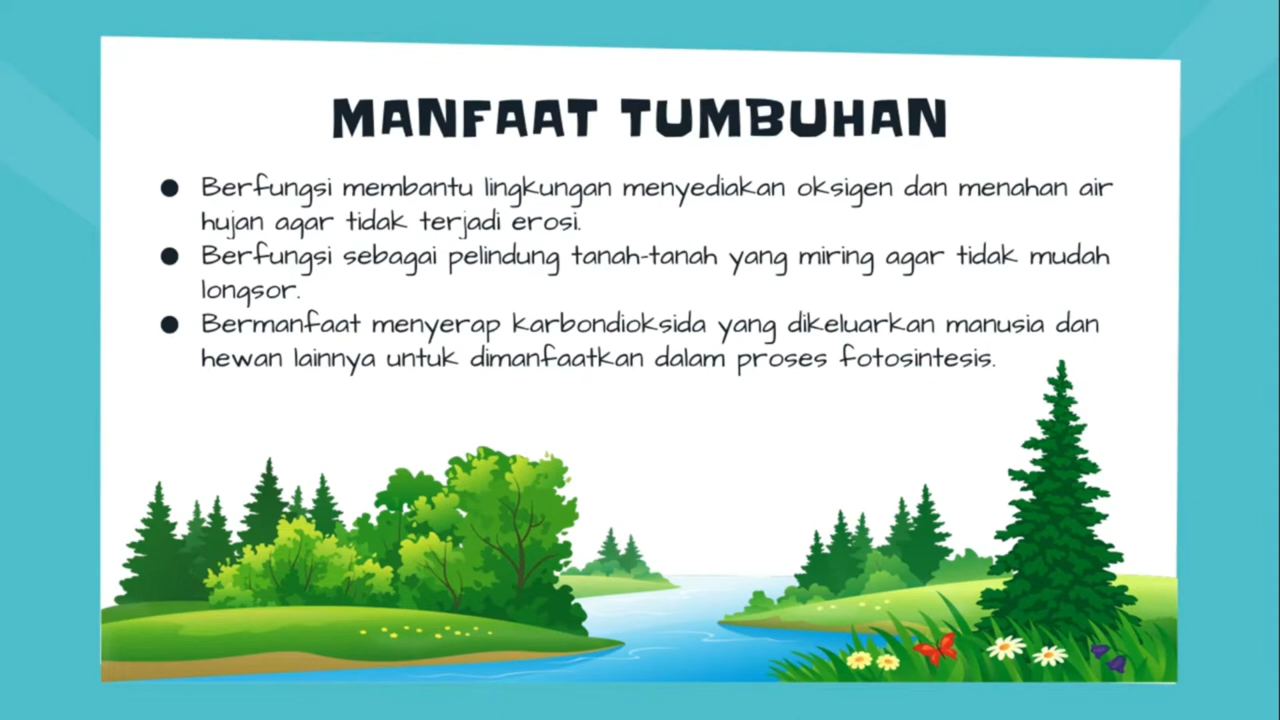 MANFAAT TUMBUHAN
● Berfungsi membantu lingkungan menyediakan oksigen dan menahan air
hujan agar tidak terjadi erosi.
● Berfungsi sebagai pelindung tanah-tanah yang miring agar tidak mudah
longsor.
● Bermanfaat menyerap karbondioksida yang dikeluarkan manusia dan
hewan lainnya untuk dimanfaatkan dalam proses fotosintesis.